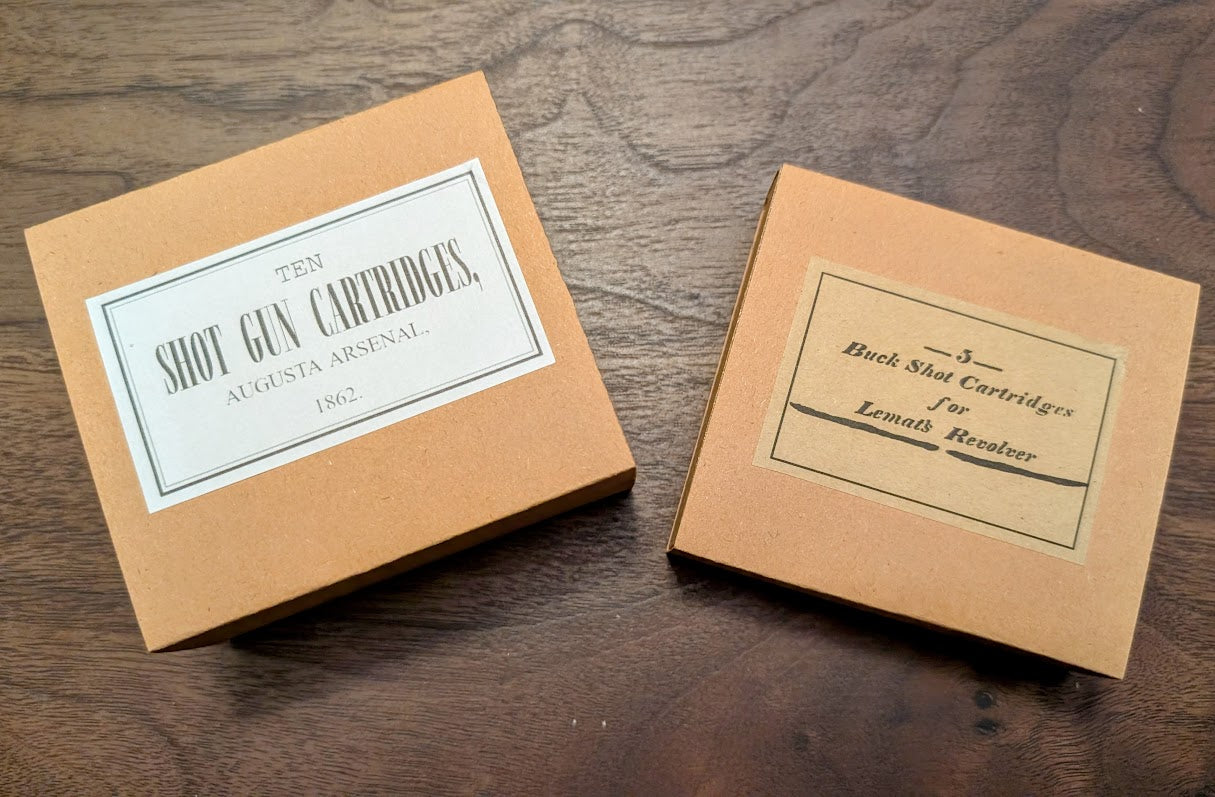 TEN
SHOT GUN CARTRIDGES,
AUGUSTA ARSENAL,
1862.
— 5 —
Buck Shot Cartridges
for
Lemat's Revolver